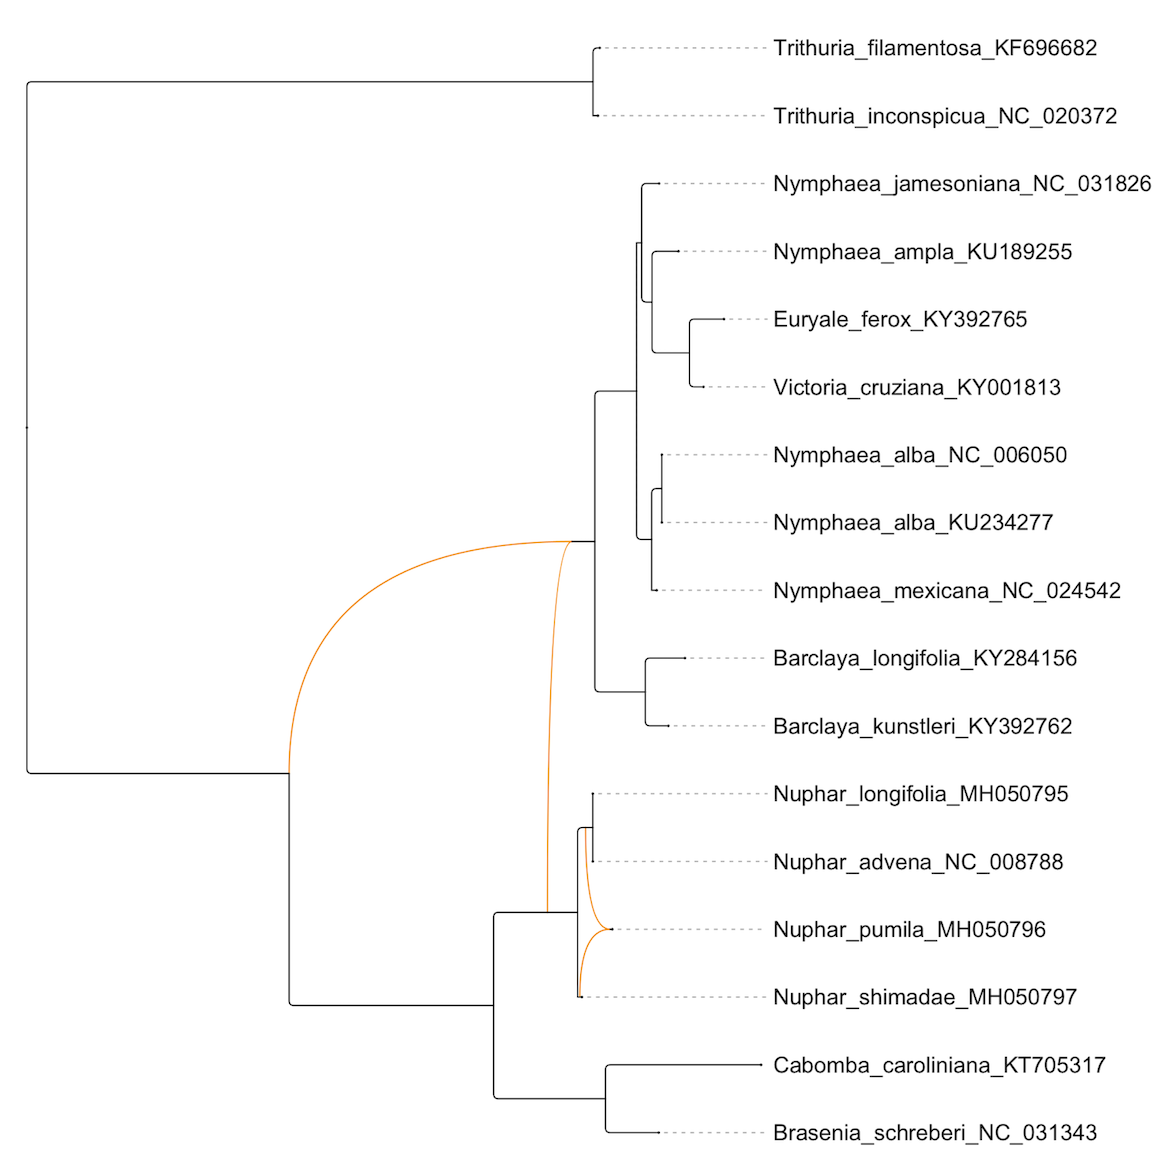 Trithuria_filamentosa_KF696682
Trithuria_inconspicua_NC_020372
Nymphaea_jamesoniana_NC_031826
Nymphaea_ampla_KU189255
Euryale_ferox_KY392765
Victoria_cruziana_KY001813
Nymphaea_alba_NC_006050
Nymphaea_alba_KU234277
Nymphaea_mexicana_NC_024542
Barclaya_longifolia_KY284156
Barclaya_kunstleri_KY392762
Nuphar_longifolia_MH050795
Nuphar_advena_NC_008788
Nuphar_pumila_MH050796
Nuphar_shimadae_MH050797
Cabomba_caroliniana_KT705317
Brasenia_schreberi_NC_031343